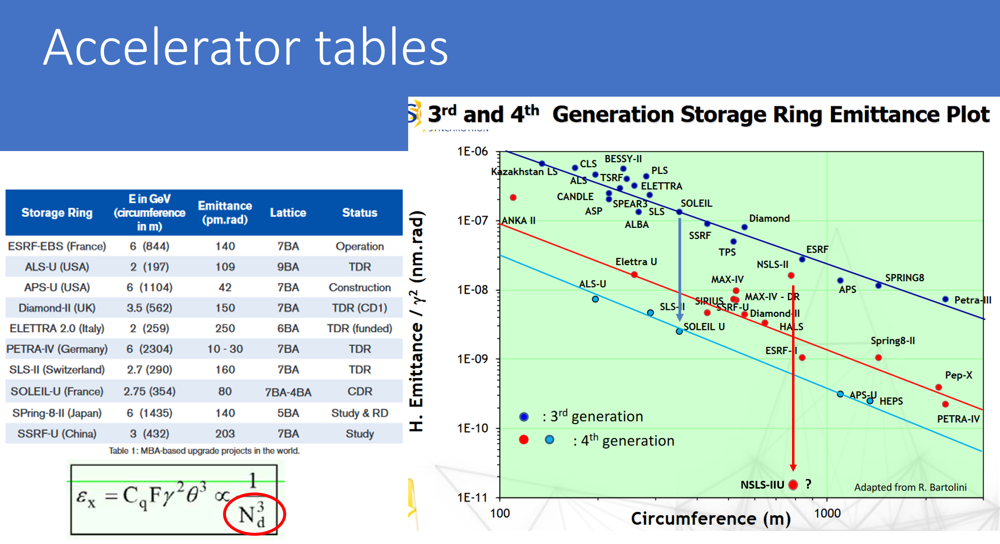 Accelerator tables
3rd and 4th Generation Storage Ring Emittance Plot
SYNCHROTRON
Storage Ring | E in GeV (circumference in m) | Emittance (pm.rad) | Lattice | Status
ESRF-EBS (France) 6 (844) 140 7BA Operation
ALS-U (USA) 2 (197) 109 9BA TDR
APS-U (USA) 6 (1104) 42 7BA Construction
Diamond-II (UK) 3.5 (562) 150 7BA TDR (CD1)
ELETTRA 2.0 (Italy) 2 (259) 250 6BA TDR (funded)
PETRA-IV (Germany) 6 (2304) 10 - 30 7BA TDR
SLS-II (Switzerland) 2.7 (290) 160 7BA TDR
SOLEIL-U (France) 2.75 (354) 80 7BA-4BA CDR
SPring-8-II (Japan) 6 (1435) 140 5BA Study & RD
SSRF-U (China) 3 (432) 203 7BA Study
Table 1: MBA-based upgrade projects in the world.
εx = CqFγ²θ³ ∝ 1/Nd³
H. Emittance / γ² (nm.rad)
1E-06
1E-07
1E-08
1E-09
1E-10
1E-11
Kazakhstan LS
CLS
BESSY-II
PLS
ALS
TSRF
ELETTRA
CANDLE
SPEAR3
SOLEIL
ASP
SLS
ALBA
ANKA II
Diamond
SSRF
TPS
ESRF
Elettra U
NSLS-II
MAX-IV
SPRING8
ALS-U
APS
SIRIUS
MAX-IV - DR
Petra-III
SLS-II
SSRF-U
Diamond-II
SOLEIL U
HALS
Spring8-II
ESRF-II
Pep-X
APS-U
HEPS
PETRA-IV
: 3rd generation
: 4th generation
NSLS-IIU ?
Adapted from R. Bartolini
100
1000
Circumference (m)